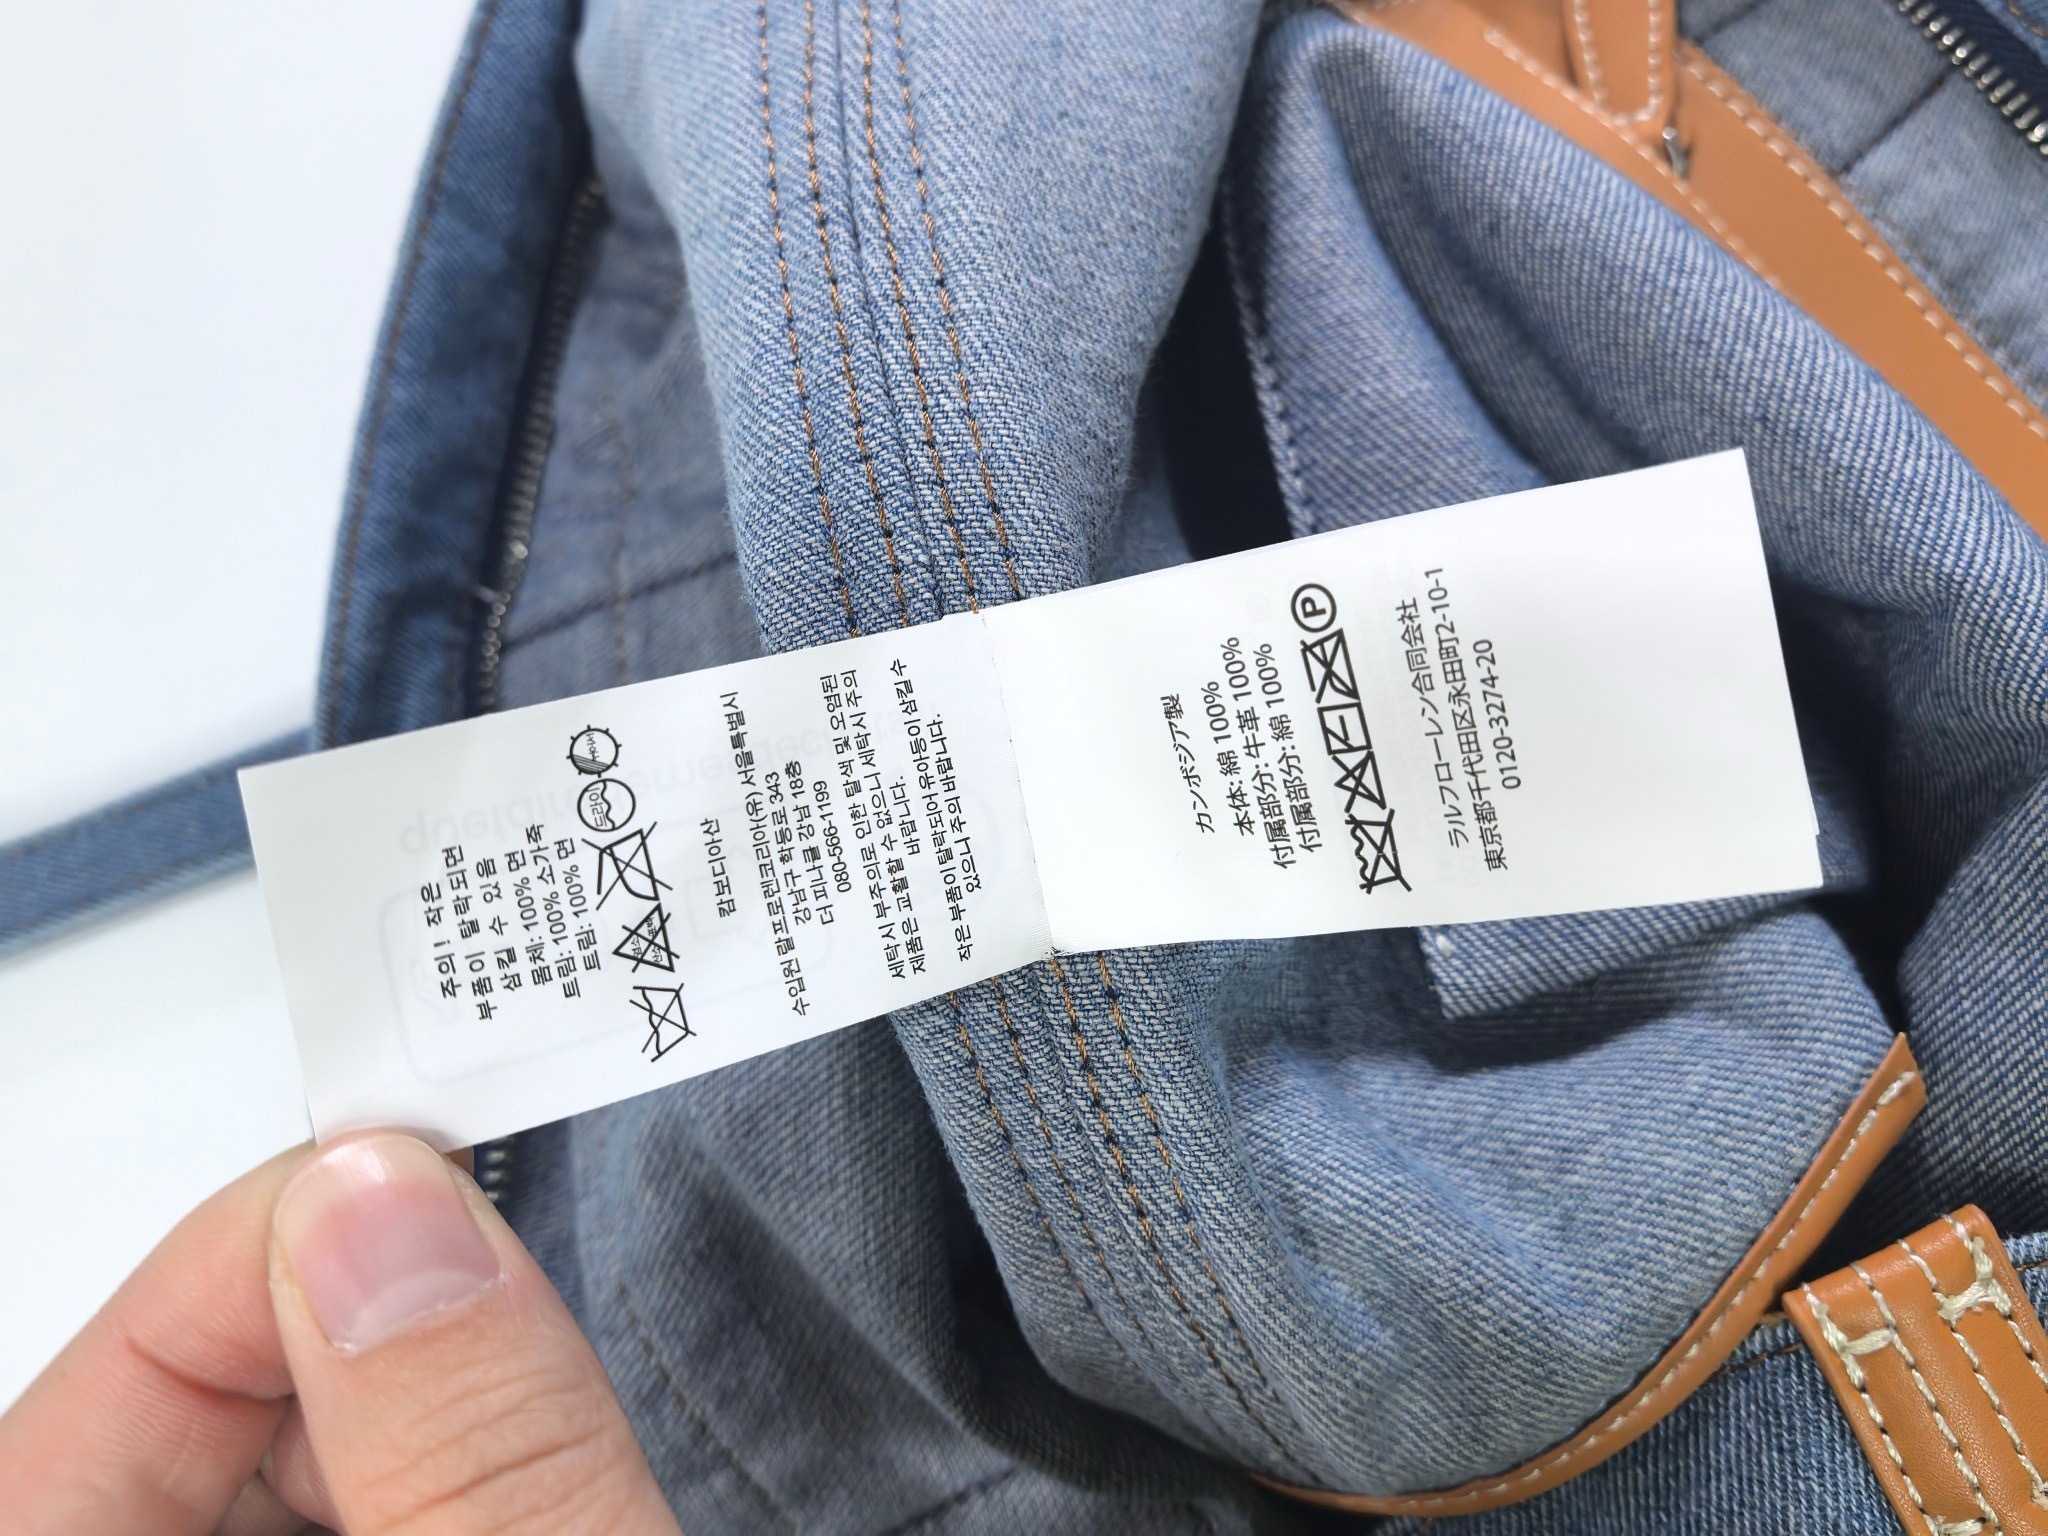 주의! 작은
부품이 탈락되면
삼킬 수 있음
몸체: 100% 면
트림: 100% 소가죽
트림: 100% 면
드라이
캄보디아산
수입원 랄프로렌코리아(유) 서울특별시
강남구 학동로 343
더 피나클 강남 18층
080-566-1199
세탁시 부주의로 인한 탈색 및 오염된
제품은 교활할 수 없으니 세탁시 주의
바랍니다.
작은 부품이 탈락되어 유아등이 삼킬수
있으니 주의 바랍니다.
カンボジア製
本体: 綿 100%
付属部分: 牛革 100%
付属部分: 綿 100%
P
ラルフローレン合同会社
東京都千代田区永田町2-10-1
0120-3274-20